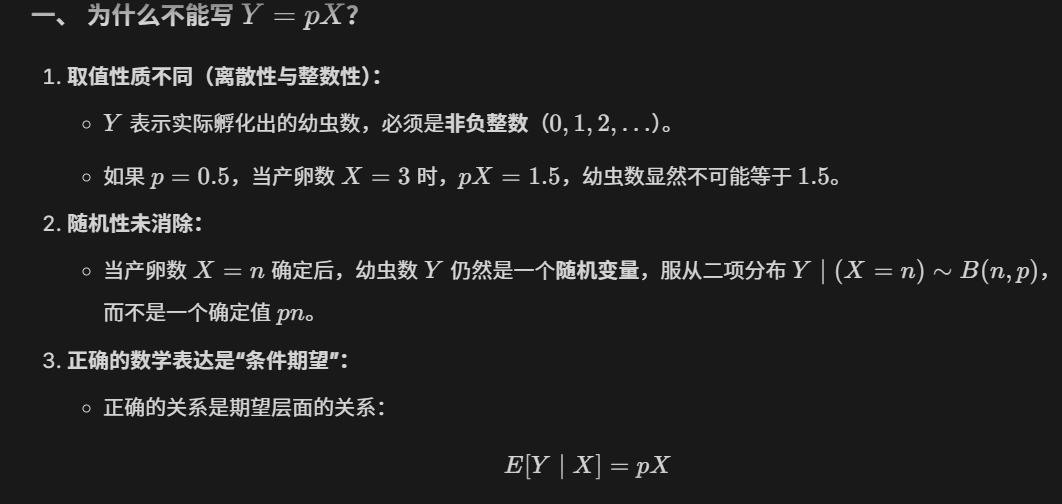 一、 为什么不能写 Y = pX?
1. 取值性质不同（离散性与整数性）：
Y 表示实际孵化出的幼虫数，必须是非负整数（0, 1, 2, …）。
如果 p = 0.5，当产卵数 X = 3 时，pX = 1.5，幼虫数显然不可能等于 1.5。
2. 随机性未消除：
当产卵数 X = n 确定后，幼虫数 Y 仍然是一个随机变量，服从二项分布 Y | (X = n) ∼ B(n, p)，
而不是一个确定值 pn。
3. 正确的数学表达是“条件期望”：
正确的关系是期望层面的关系：
E[Y | X] = pX